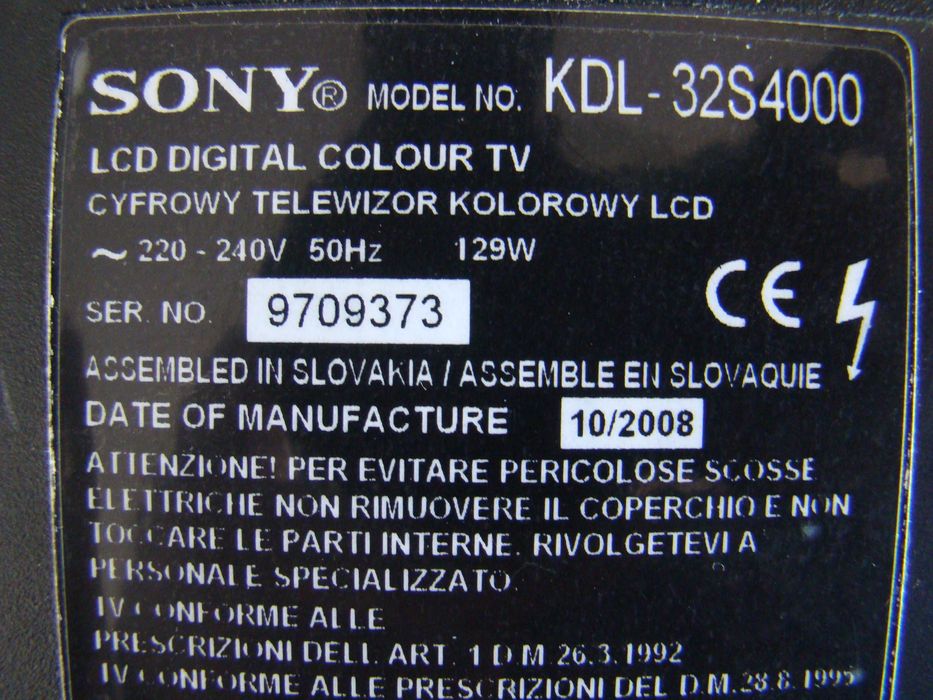 SONY® MODEL NO. KDL-32S4000
LCD DIGITAL COLOUR TV
CYFROWY TELEWIZOR KOLOROWY LCD
~ 220 - 240V 50Hz 129W
SER. NO. 9709373
CE
ASSEMBLED IN SLOVAKIA / ASSEMBLE EN SLOVAQUIE
DATE OF MANUFACTURE 10/2008
ATTENZIONE! PER EVITARE PERICOLOSE SCOSSE
ELETTRICHE NON RIMUOVERE IL COPERCHIO E NON
TOCCARE LE PARTI INTERNE. RIVOLGETEVI A
PERSONALE SPECIALIZZATO.
TV CONFORME ALLE
PRESCRIZIONI DELL ART. 1 D.M.26.3.1992
TV CONFORME ALLE PRESCRIZIONI DEL D.M.28.8.1995